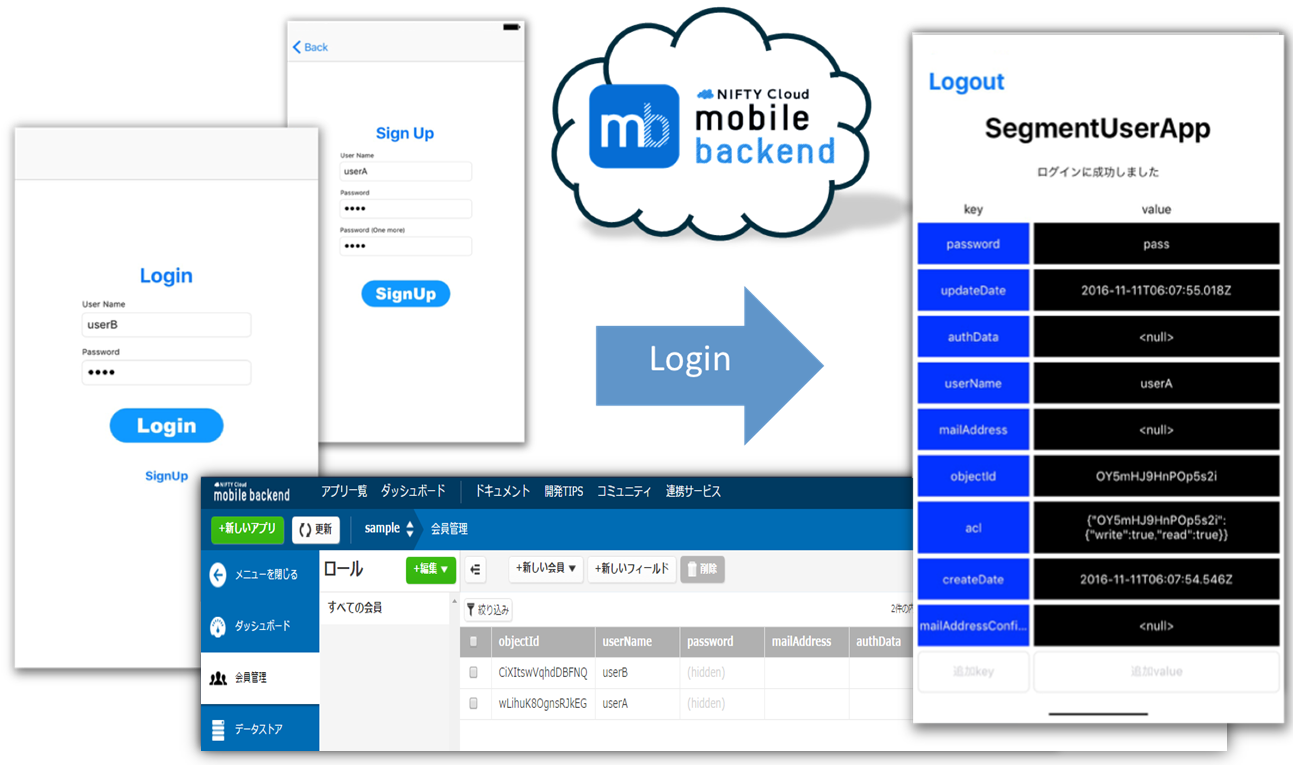 Back
Sign Up
User Name
userA
Password
••••
Password (One more)
••••
SignUp
Login
User Name
userB
Password
••••
Login
SignUp
NIFTY Cloud
mobile
backend
mb
Login
Logout
SegmentUserApp
ログインに成功しました
key value
password pass
updateDate 2016-11-11T06:07:55.018Z
authData <null>
userName userA
mailAddress <null>
objectId OY5mHJ9HnPOp5s2i
acl {"OY5mHJ9HnPOp5s2i":
{"write":true,"read":true}}
createDate 2016-11-11T06:07:54.546Z
mailAddressConfi... <null>
追加key 追加value
NIFTY Cloud
mobile backend アプリ一覧 ダッシュボード ドキュメント 開発TIPS コミュニティ 連携サービス
+新しいアプリ 更新 sample 会員管理
メニューを閉じる
ダッシュボード
会員管理
データストア
ロール +編集 ▼
すべての会員
+新しい会員 ▼ +新しいフィールド 削除
絞り込み 2件の
objectId userName password mailAddress authData
CiXItswVqhdDBFNQ userB (hidden)
wLihuK8OgnsRJkEG userA (hidden)